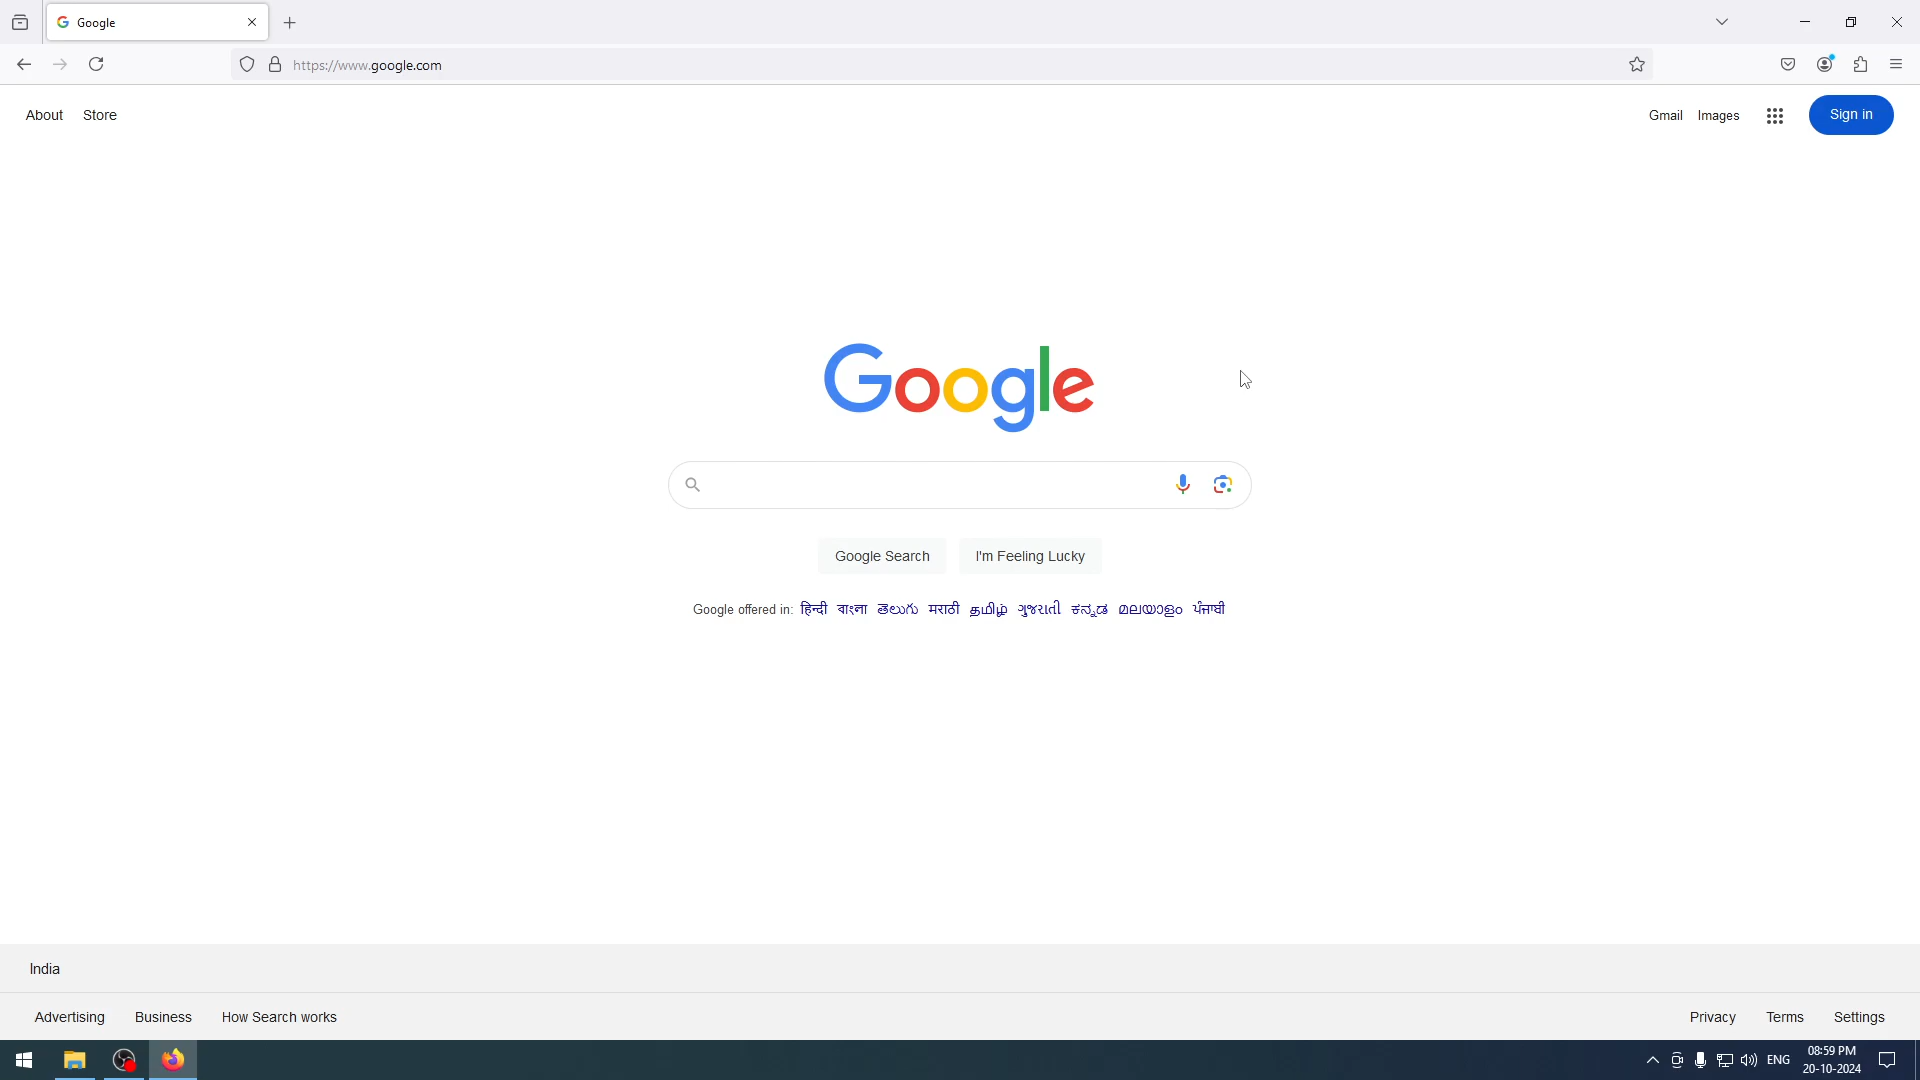 Google
https://www.google.com
About Store
Gmail Images Sign in
Google
Google Search I'm Feeling Lucky
Google offered in: हिन्दी বাংলা తెలుగు मराठी தமிழ் ગુજરાતી ಕನ್ನಡ മലയാളം ਪੰਜਾਬੀ
India
Advertising Business How Search works
Privacy Terms Settings
ENG
08:59 PM
20-10-2024